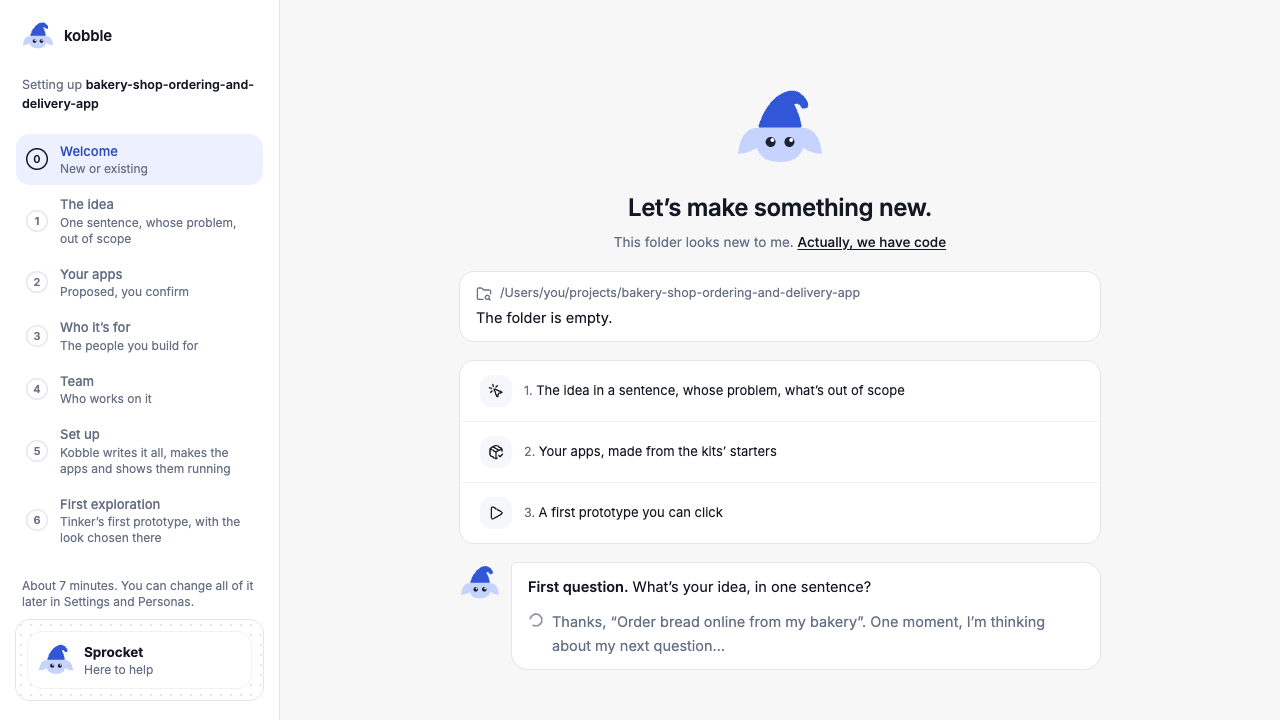 kobble
Setting up bakery-shop-ordering-and-
delivery-app
0
Welcome
New or existing
1
The idea
One sentence, whose problem,
out of scope
2
Your apps
Proposed, you confirm
3
Who it’s for
The people you build for
4
Team
Who works on it
5
Set up
Kobble writes it all, makes the
apps and shows them running
6
First exploration
Tinker’s first prototype, with the
look chosen there
About 7 minutes. You can change all of it
later in Settings and Personas.
Sprocket
Here to help
Let’s make something new.
This folder looks new to me. Actually, we have code
/Users/you/projects/bakery-shop-ordering-and-delivery-app
The folder is empty.
1. The idea in a sentence, whose problem, what’s out of scope
2. Your apps, made from the kits’ starters
3. A first prototype you can click
First question. What’s your idea, in one sentence?
Thanks, “Order bread online from my bakery”. One moment, I’m thinking
about my next question…